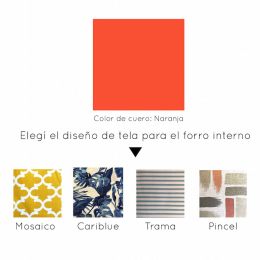 Color de cuero: Naranja
Elegí el diseño de tela para el forro interno
Mosaico Cariblue Trama Pincel